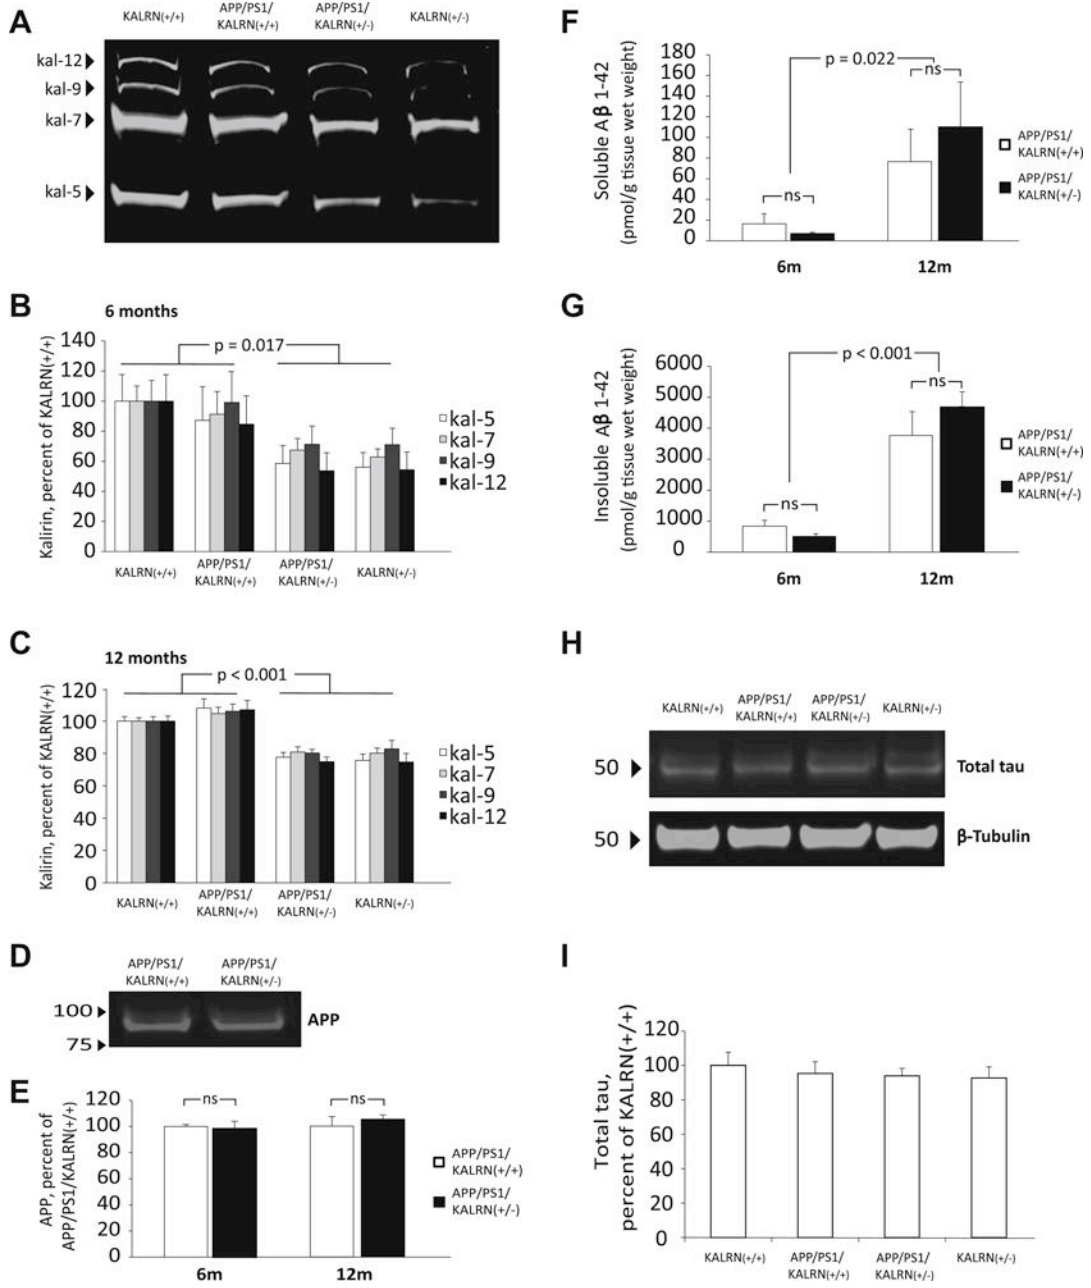 A
KALRN(+/+)
APP/PS1/
KALRN(+/+)
APP/PS1/
KALRN(+/-)
KALRN(+/-)
kal-12
kal-9
kal-7
kal-5
B
6 months
Kalirin, percent of KALRN(+/+)
140
120
100
80
60
40
20
0
p = 0.017
kal-5
kal-7
kal-9
kal-12
KALRN(+/+)
APP/PS1/
KALRN(+/+)
APP/PS1/
KALRN(+/-)
KALRN(+/-)
C
12 months
Kalirin, percent of KALRN(+/+)
120
100
80
60
40
20
0
p < 0.001
kal-5
kal-7
kal-9
kal-12
KALRN(+/+)
APP/PS1/
KALRN(+/+)
APP/PS1/
KALRN(+/-)
KALRN(+/-)
D
APP/PS1/
KALRN(+/+)
APP/PS1/
KALRN(+/-)
100
75
APP
E
APP, percent of
APP/PS1/KALRN(+/+)
120
100
80
60
40
20
0
ns
ns
6m
12m
APP/PS1/
KALRN(+/+)
APP/PS1/
KALRN(+/-)
F
Soluble Aβ 1-42
(pmol/g tissue wet weight)
180
160
140
120
100
80
60
40
20
0
p = 0.022
ns
ns
6m
12m
APP/PS1/
KALRN(+/+)
APP/PS1/
KALRN(+/-)
G
Insoluble Aβ 1-42
(pmol/g tissue wet weight)
6000
5000
4000
3000
2000
1000
0
p < 0.001
ns
ns
6m
12m
APP/PS1/
KALRN(+/+)
APP/PS1/
KALRN(+/-)
H
KALRN(+/+)
APP/PS1/
KALRN(+/+)
APP/PS1/
KALRN(+/-)
KALRN(+/-)
50
Total tau
50
β-Tubulin
I
Total tau,
percent of KALRN(+/+)
120
100
80
60
40
20
0
KALRN(+/+)
APP/PS1/
KALRN(+/+)
APP/PS1/
KALRN(+/-)
KALRN(+/-)